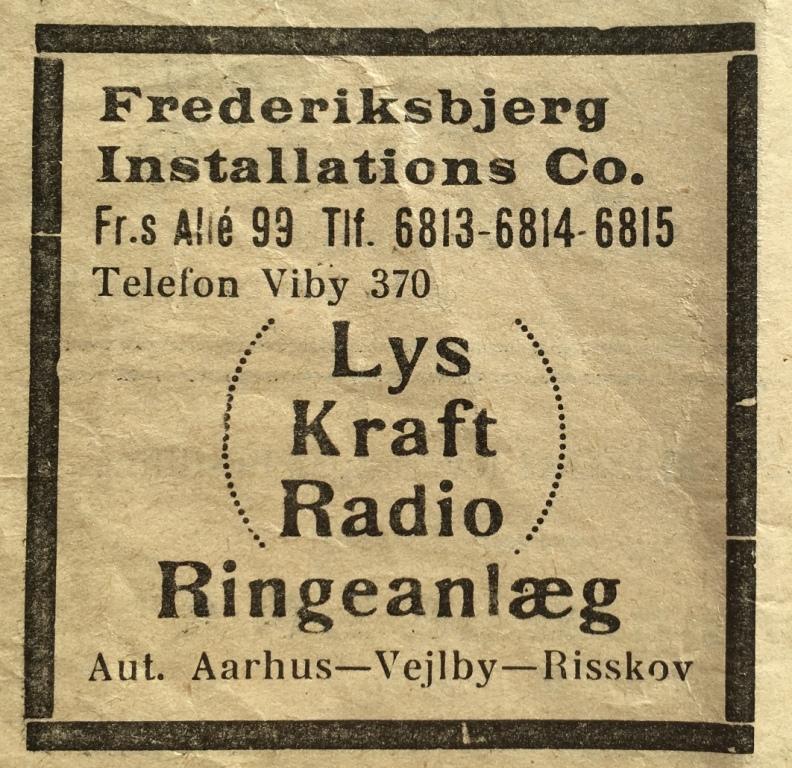 Frederiksbjerg
Installations Co.
Fr.s Allé 99 Tlf. 6813-6814-6815
Telefon Viby 370
Lys
Kraft
Radio
Ringeanlæg
Aut. Aarhus—Vejlby—Risskov